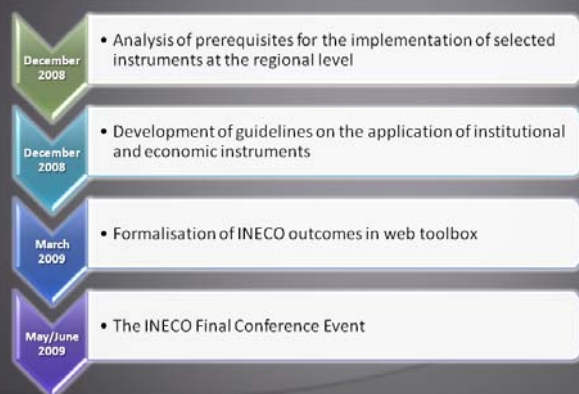 December
2008
• Analysis of prerequisites for the implementation of selected
instruments at the regional level
December
2008
• Development of guidelines on the application of institutional
and economic instruments
March
2009
• Formalisation of INECO outcomes in web toolbox
May/June
2009
• The INECO Final Conference Event